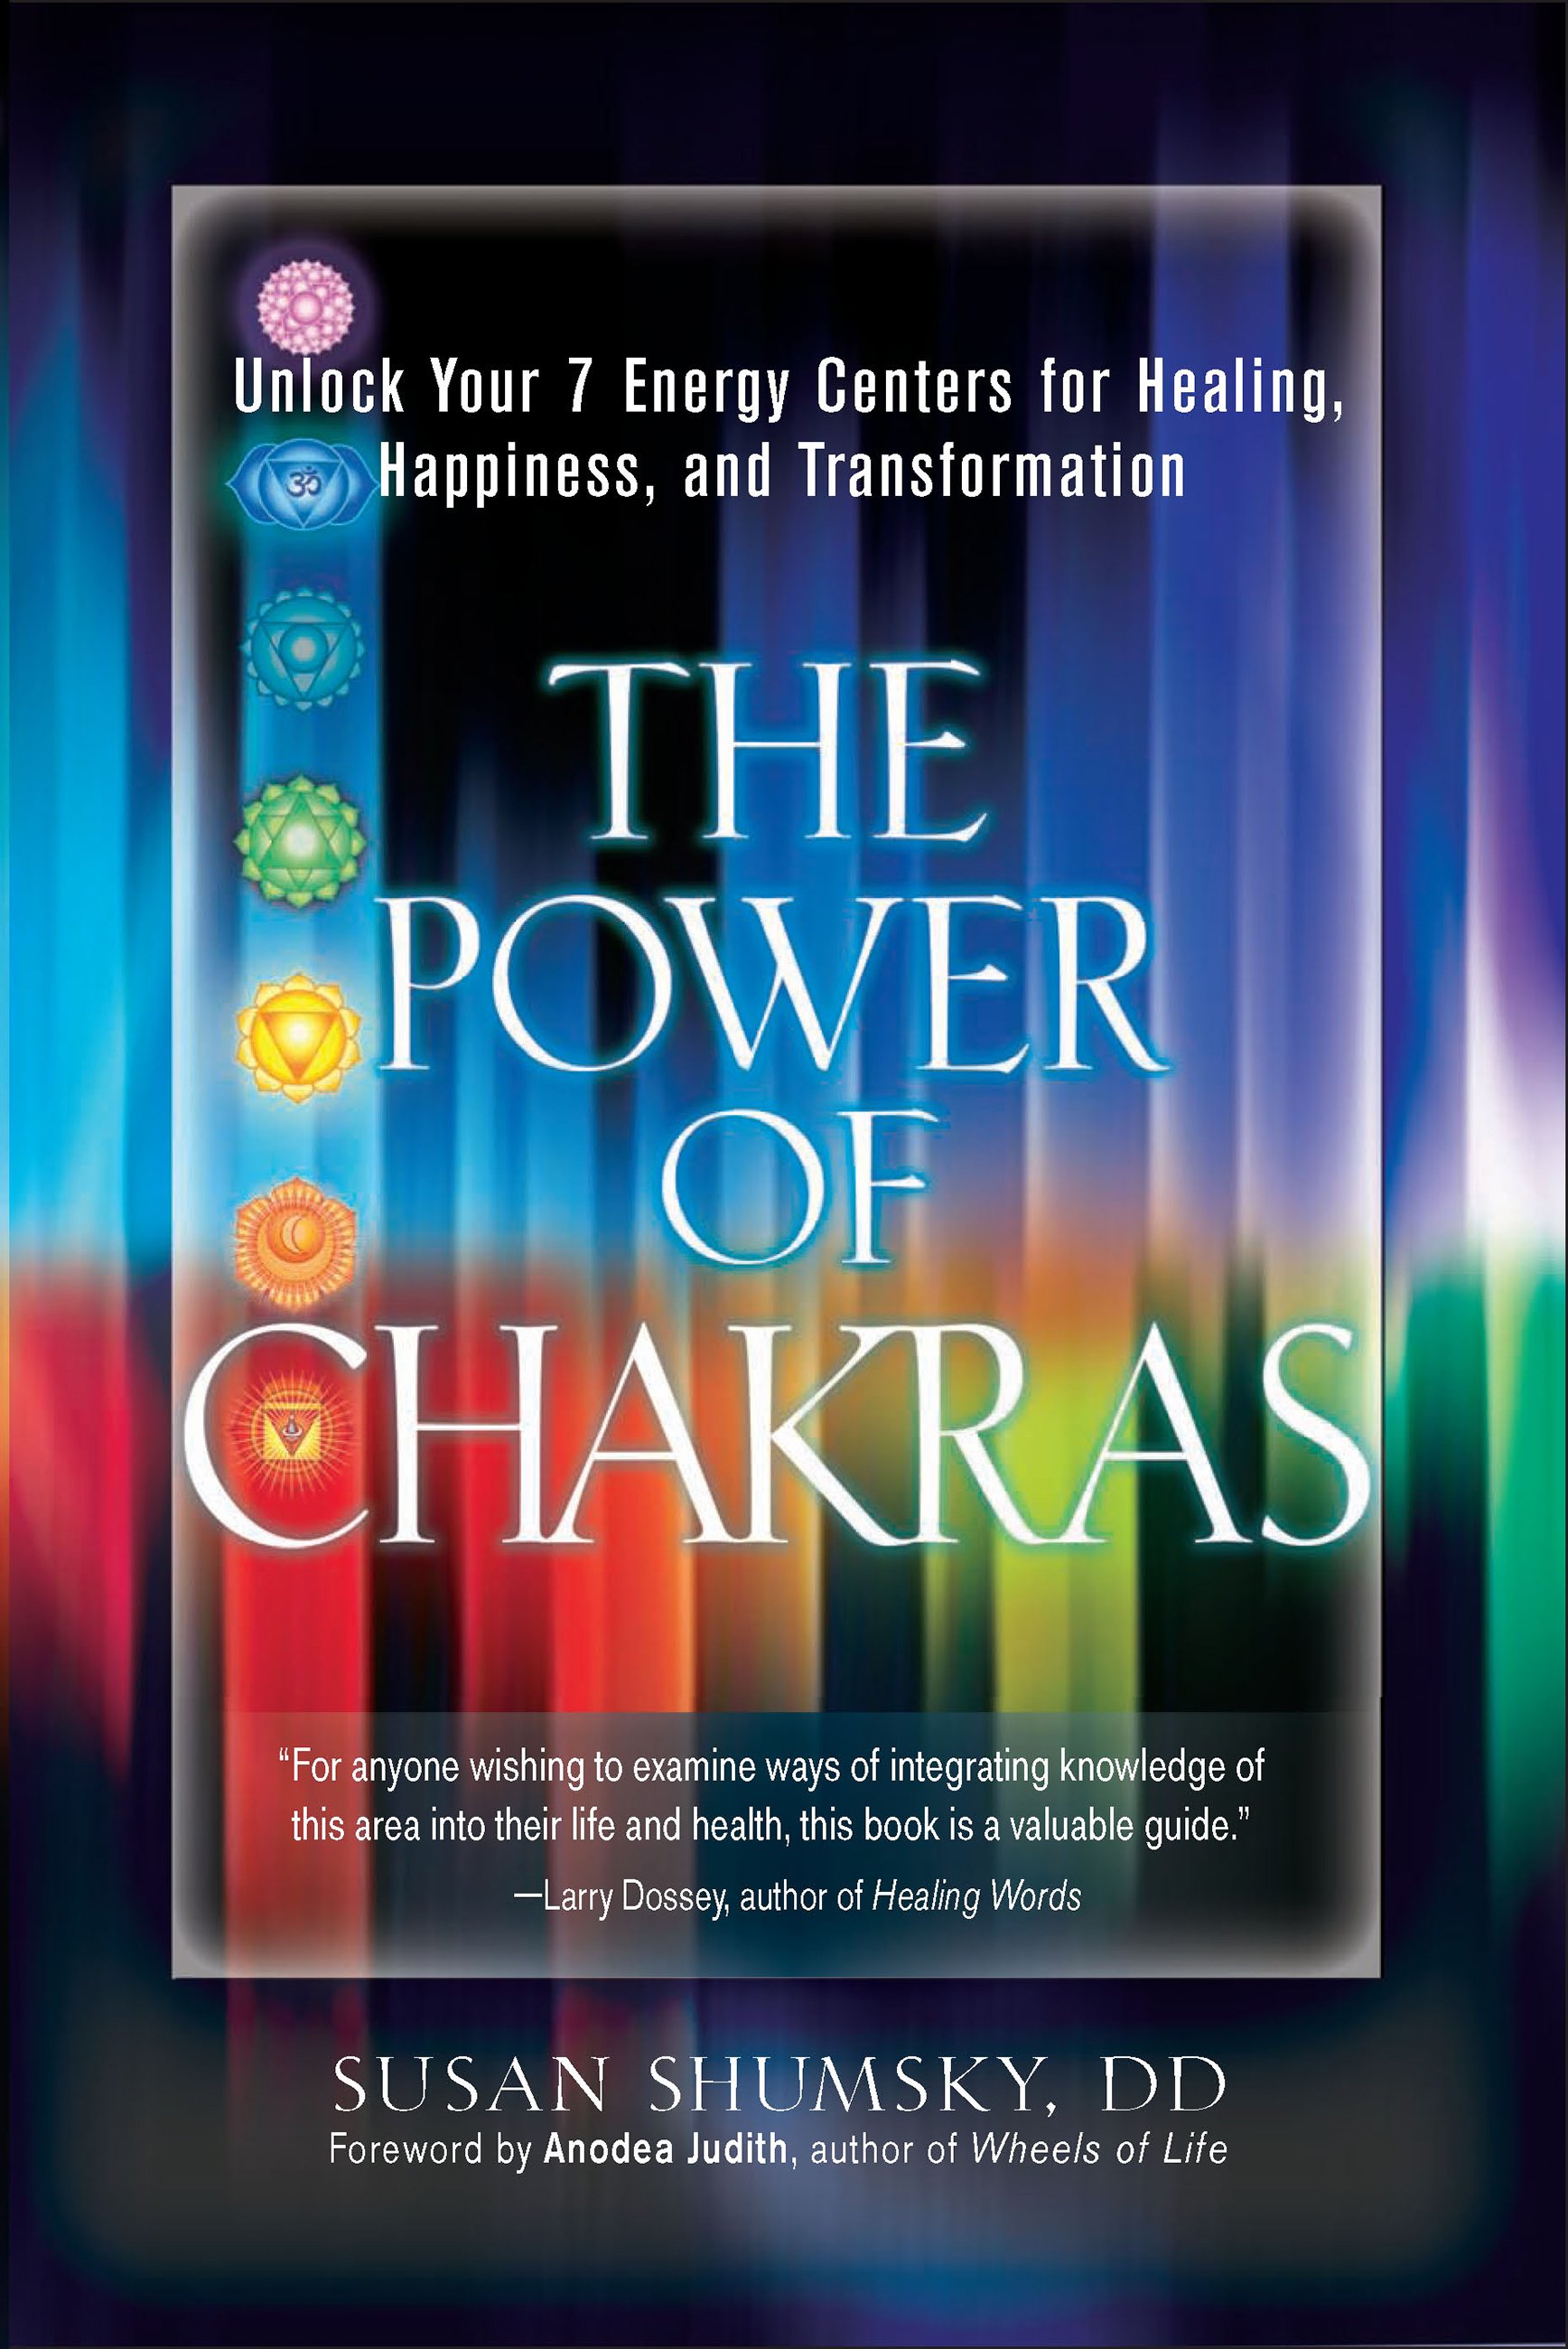 Unlock Your 7 Energy Centers for Healing,
Happiness, and Transformation
ॐ
THE
POWER
OF
CHAKRAS
“For anyone wishing to examine ways of integrating knowledge of
this area into their life and health, this book is a valuable guide.”
—Larry Dossey, author of Healing Words
SUSAN SHUMSKY, DD
Foreword by Anodea Judith, author of Wheels of Life